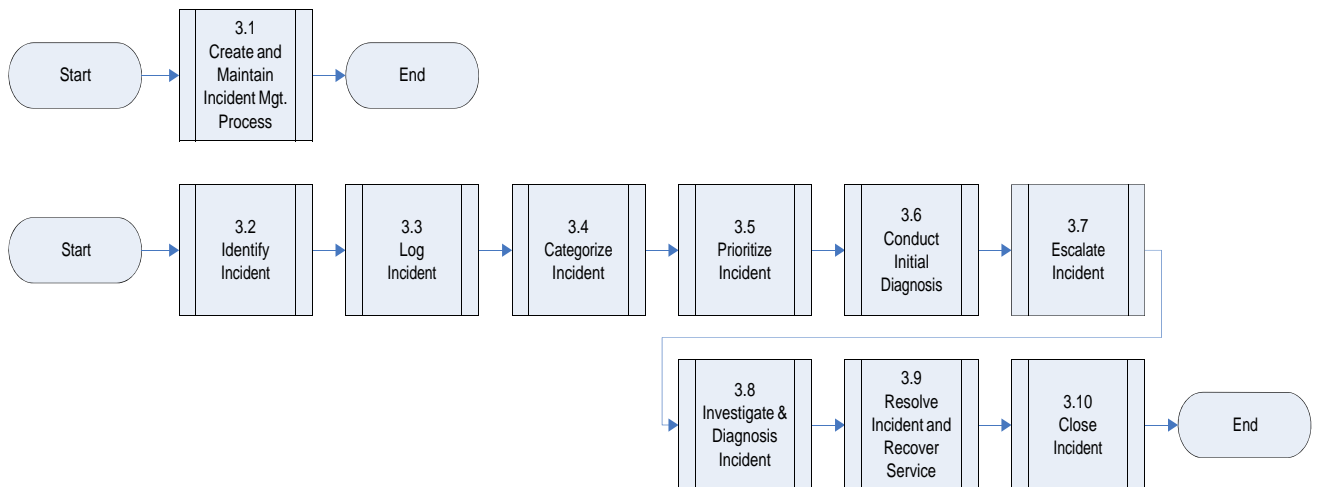 Start
3.1
Create and
Maintain
Incident Mgt.
Process
End
Start
3.2
Identify
Incident
3.3
Log
Incident
3.4
Categorize
Incident
3.5
Prioritize
Incident
3.6
Conduct
Initial
Diagnosis
3.7
Escalate
Incident
3.8
Investigate &
Diagnosis
Incident
3.9
Resolve
Incident and
Recover
Service
3.10
Close
Incident
End